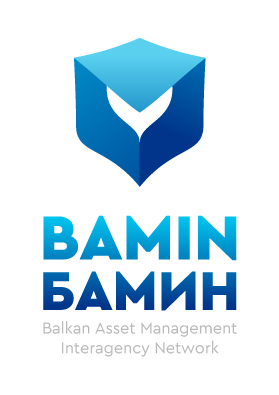 BAMIN
БАМИН
Balkan Asset Management
Interagency Network